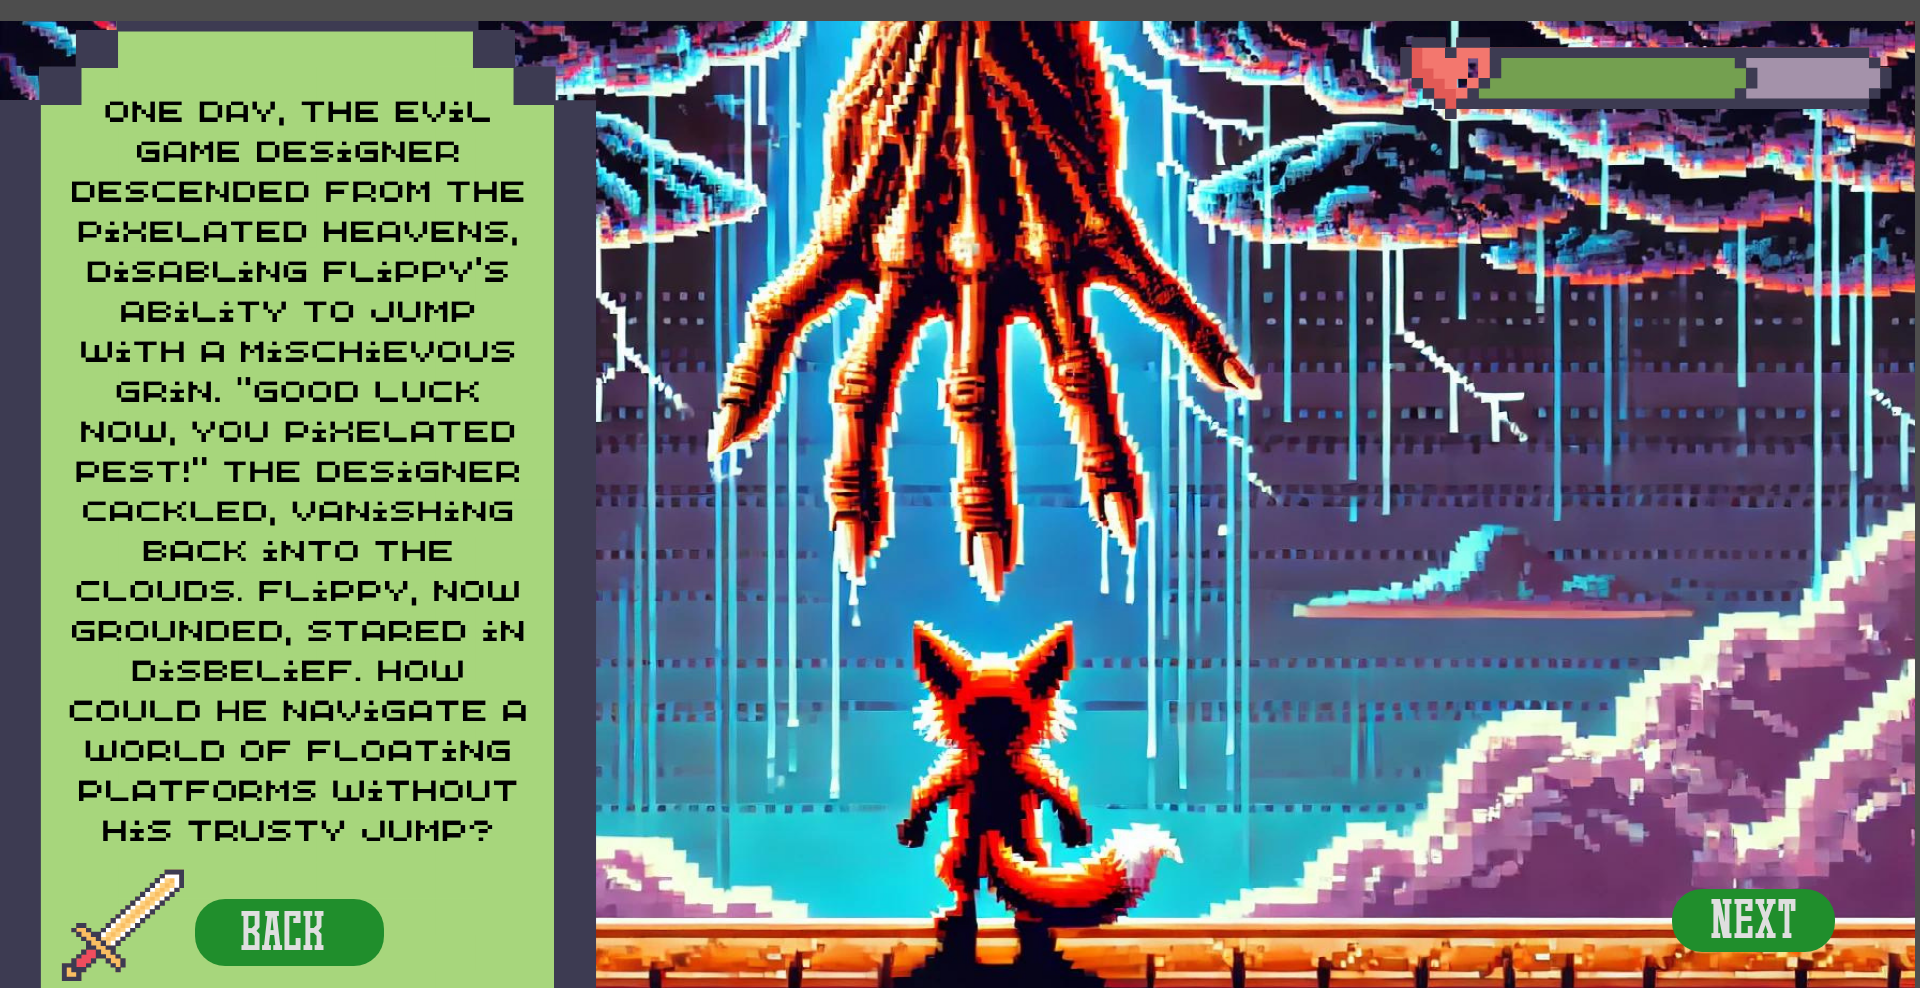 ONE DAY, THE EViL
GAME DESiGNER
DESCENDED FROM THE
PiXELATED HEAVENS,
DiSABLiNG FLiPPY'S
ABiLiTY TO JUMP
WiTH A MiSCHiEVOUS
GRiN. "GOOD LUCK
NOW, YOU PiXELATED
PEST!" THE DESiGNER
CACKLED, VANiSHiNG
BACK iNTO THE
CLOUDS. FLiPPY, NOW
GROUNDED, STARED iN
DiSBELiEF. HOW
COULD HE NAViGATE A
WORLD OF FLOATiNG
PLATFORMS WiTHOUT
HiS TRUSTY JUMP?
BACK
NEXT